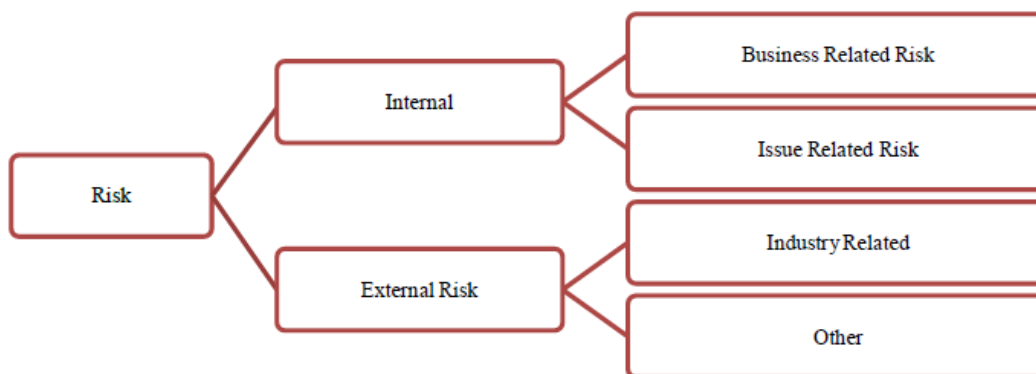 Risk
Internal
Business Related Risk
Issue Related Risk
External Risk
Industry Related
Other